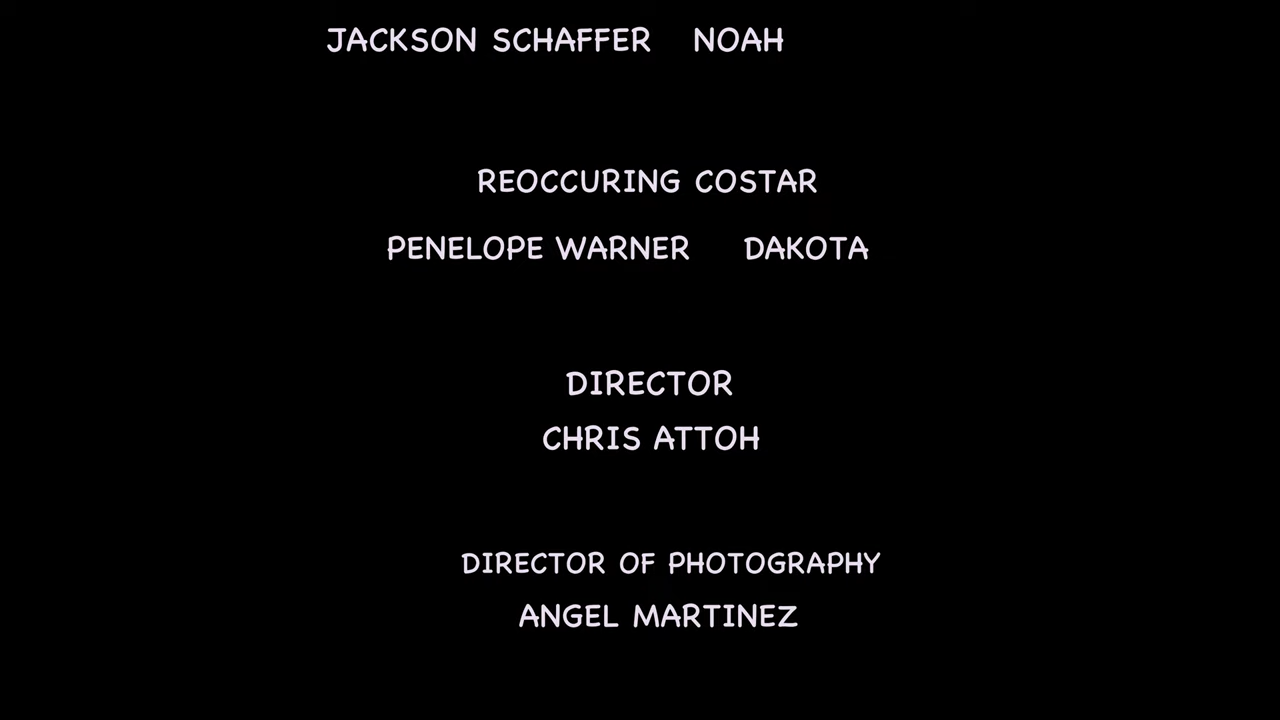 JACKSON SCHAFFER NOAH
REOCCURING COSTAR
PENELOPE WARNER DAKOTA
DIRECTOR
CHRIS ATTOH
DIRECTOR OF PHOTOGRAPHY
ANGEL MARTINEZ